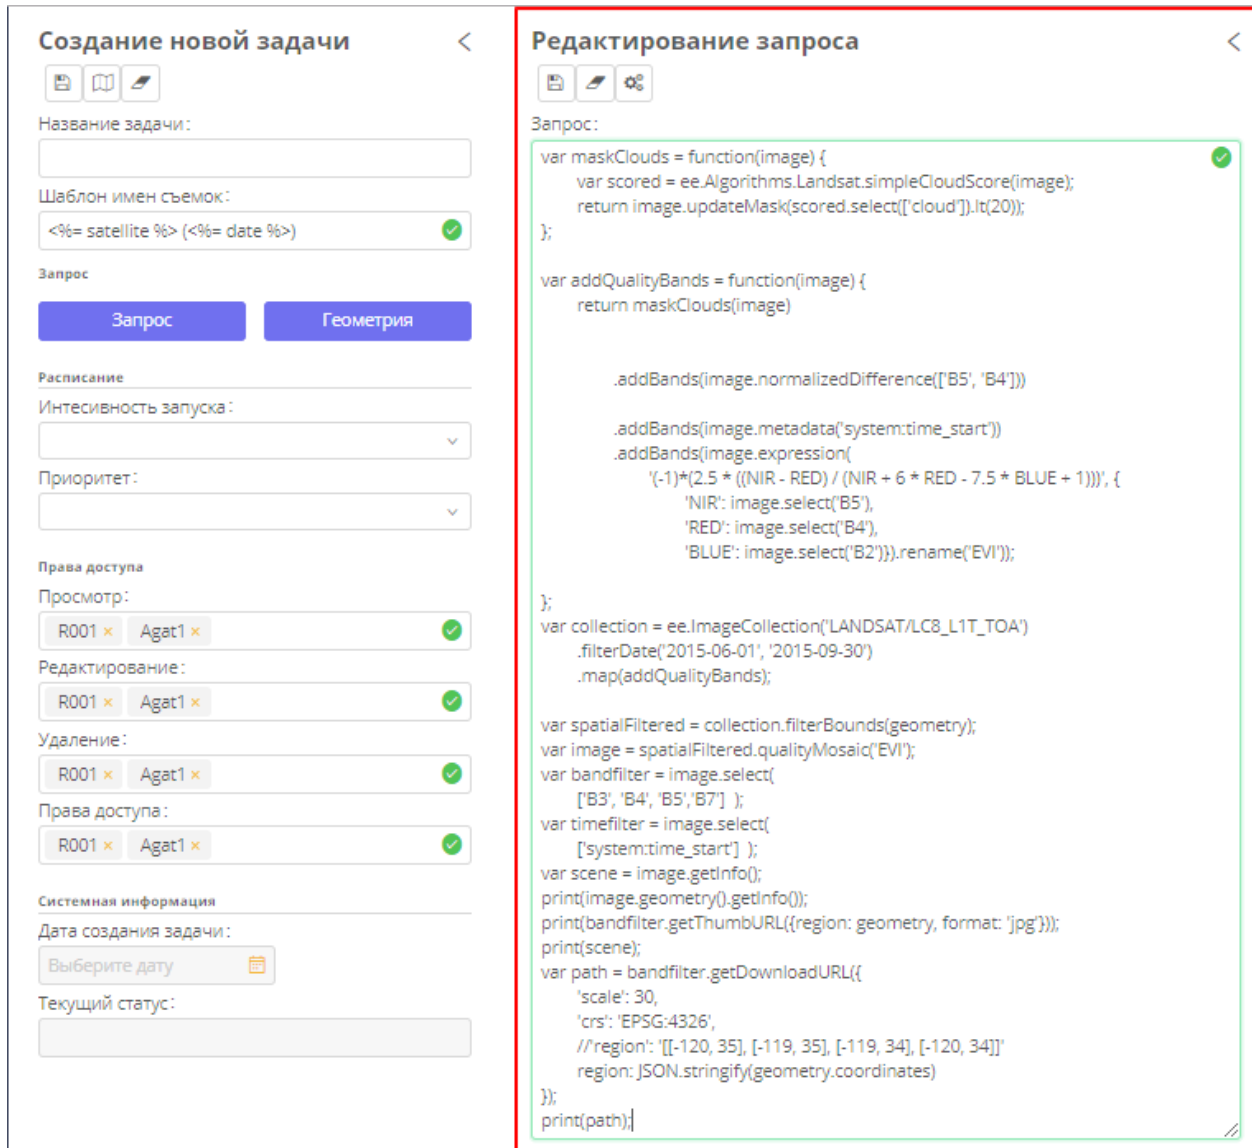 Создание новой задачи
Название задачи:
Шаблон имен съемок:
<%= satellite %> (<%= date %>)
Запрос
Запрос Геометрия
Расписание
Интесивность запуска:
Приоритет:
Права доступа
Просмотр:
R001 × Agat1 ×
Редактирование:
R001 × Agat1 ×
Удаление:
R001 × Agat1 ×
Права доступа:
R001 × Agat1 ×
Системная информация
Дата создания задачи:
Выберите дату
Текущий статус:
Редактирование запроса
Запрос:
var maskClouds = function(image) {
var scored = ee.Algorithms.Landsat.simpleCloudScore(image);
return image.updateMask(scored.select(['cloud']).lt(20));
};
var addQualityBands = function(image) {
return maskClouds(image)
.addBands(image.normalizedDifference(['B5', 'B4']))
.addBands(image.metadata('system:time_start'))
.addBands(image.expression(
'(-1)*(2.5 * ((NIR - RED) / (NIR + 6 * RED - 7.5 * BLUE + 1)))', {
'NIR': image.select('B5'),
'RED': image.select('B4'),
'BLUE': image.select('B2')}).rename('EVI'));
};
var collection = ee.ImageCollection('LANDSAT/LC8_L1T_TOA')
.filterDate('2015-06-01', '2015-09-30')
.map(addQualityBands);
var spatialFiltered = collection.filterBounds(geometry);
var image = spatialFiltered.qualityMosaic('EVI');
var bandfilter = image.select(
['B3', 'B4', 'B5','B7'] );
var timefilter = image.select(
['system:time_start'] );
var scene = image.getInfo();
print(image.geometry().getInfo());
print(bandfilter.getThumbURL({region: geometry, format: 'jpg'}));
print(scene);
var path = bandfilter.getDownloadURL({
'scale': 30,
'crs': 'EPSG:4326',
//'region': '[[-120, 35], [-119, 35], [-119, 34], [-120, 34]]'
region: JSON.stringify(geometry.coordinates)
});
print(path);